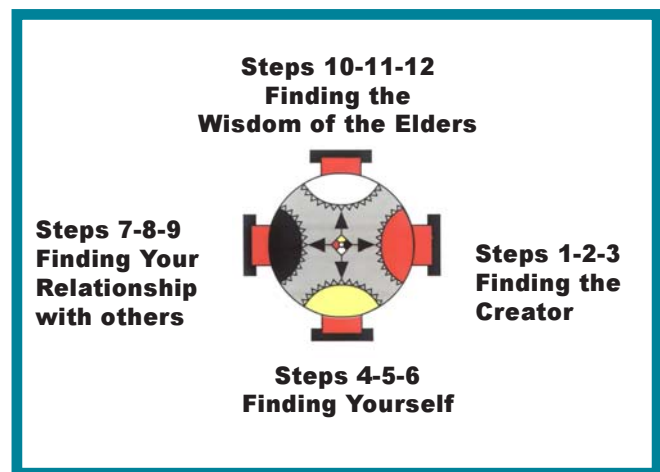 Steps 10-11-12
Finding the
Wisdom of the Elders
Steps 7-8-9
Finding Your
Relationship
with others
Steps 1-2-3
Finding the
Creator
Steps 4-5-6
Finding Yourself